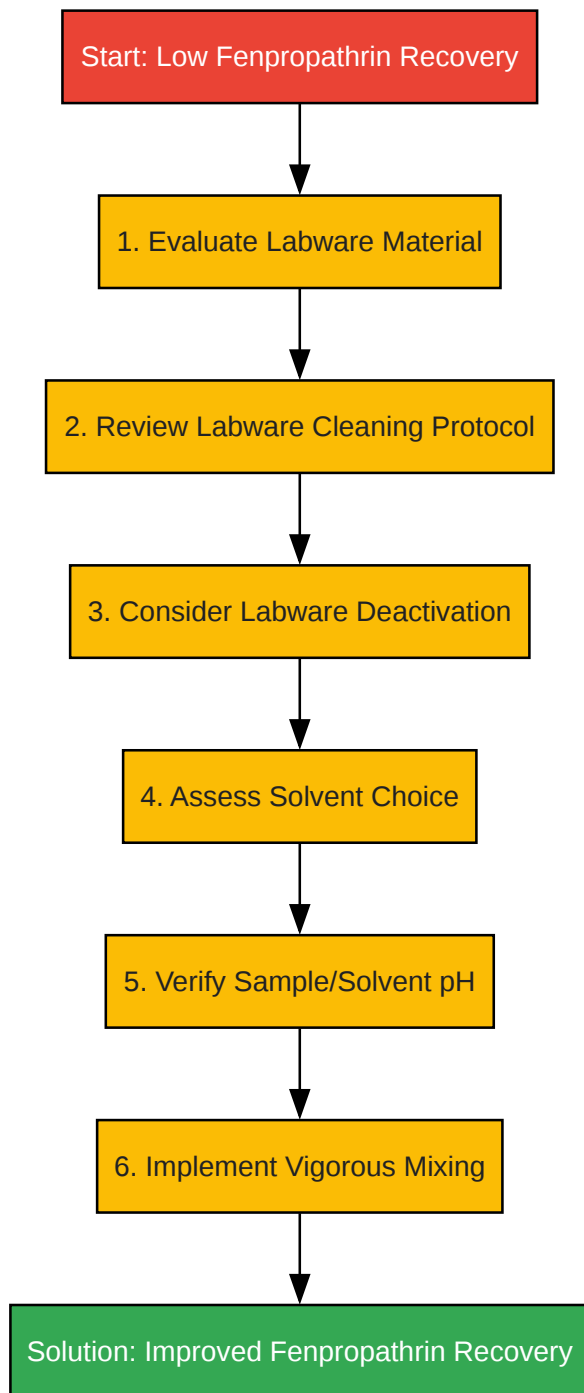 Start: Low Fenpropathrin Recovery
1. Evaluate Labware Material
2. Review Labware Cleaning Protocol
3. Consider Labware Deactivation
4. Assess Solvent Choice
5. Verify Sample/Solvent pH
6. Implement Vigorous Mixing
Solution: Improved Fenpropathrin Recovery